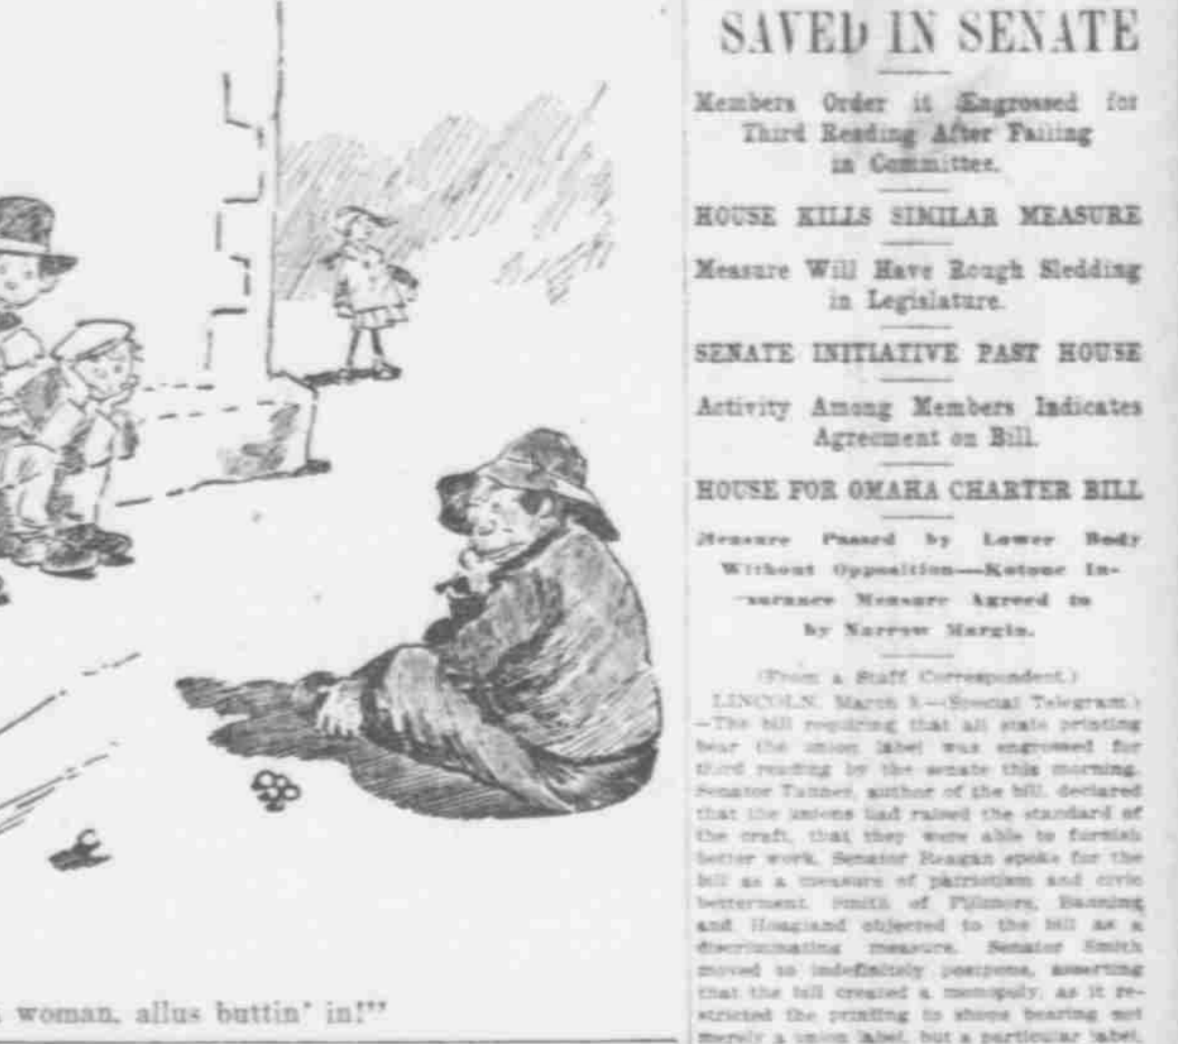 woman, allus buttin' in!'"
SAVED IN SENATE
Members Order it Engrossed for
Third Reading After Failing
in Committee.
HOUSE KILLS SIMILAR MEASURE
Measure Will Have Rough Sledding
in Legislature.
SENATE INITIATIVE PAST HOUSE
Activity Among Members Indicates
Agreement on Bill.
HOUSE FOR OMAHA CHARTER BILL
Measure Passed by Lower Body
Without Opposition—Kotouc In-
surance Measure Agreed to
by Narrow Margin.
(From a Staff Correspondent.)
LINCOLN, March 9.—(Special Telegram.)
—The bill requiring that all state printing
bear the union label was engrossed for
third reading by the senate this morning.
Senator Tanner, author of the bill, declared
that the unions had raised the standard of
the craft, that they were able to furnish
better work. Senator Reagan spoke for the
bill as a measure of patriotism and civic
betterment. Smith of Fillmore, Banning
and Hoagland objected to the bill as a
discriminating measure. Senator Smith
moved to indefinitely postpone, asserting
that the bill created a monopoly, as it re-
stricted the printing to shops bearing not
merely a union label, but a particular label,